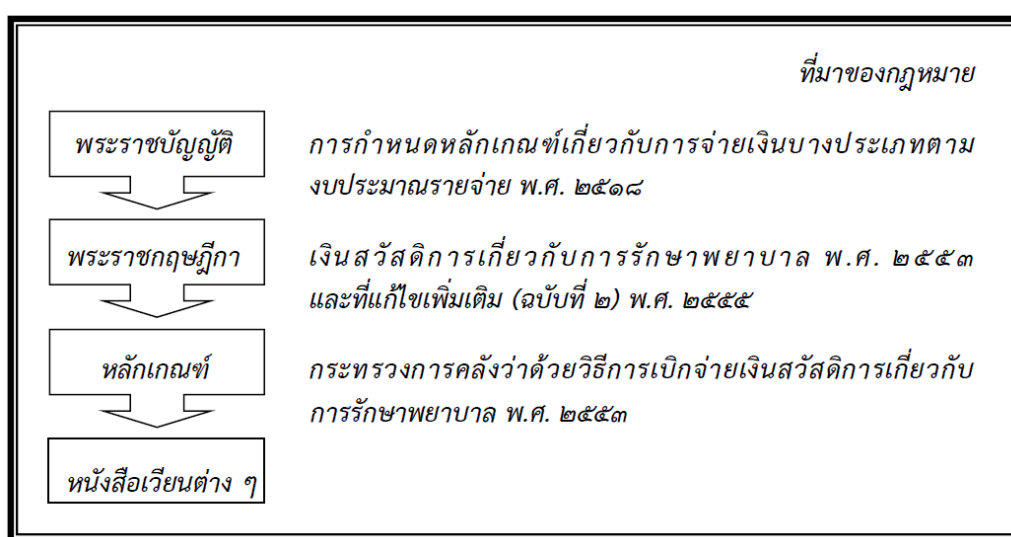 ที่มาของกฎหมาย
พระราชบัญญัติ
การกำหนดหลักเกณฑ์เกี่ยวกับการจ่ายเงินบางประเภทตาม
งบประมาณรายจ่าย พ.ศ. ๒๕๑๘
พระราชกฤษฎีกา
เงินสวัสดิการเกี่ยวกับการรักษาพยาบาล พ.ศ. ๒๕๕๓
และที่แก้ไขเพิ่มเติม (ฉบับที่ ๒) พ.ศ. ๒๕๕๕
หลักเกณฑ์
กระทรวงการคลังว่าด้วยวิธีการเบิกจ่ายเงินสวัสดิการเกี่ยวกับ
การรักษาพยาบาล พ.ศ. ๒๕๕๓
หนังสือเวียนต่าง ๆ